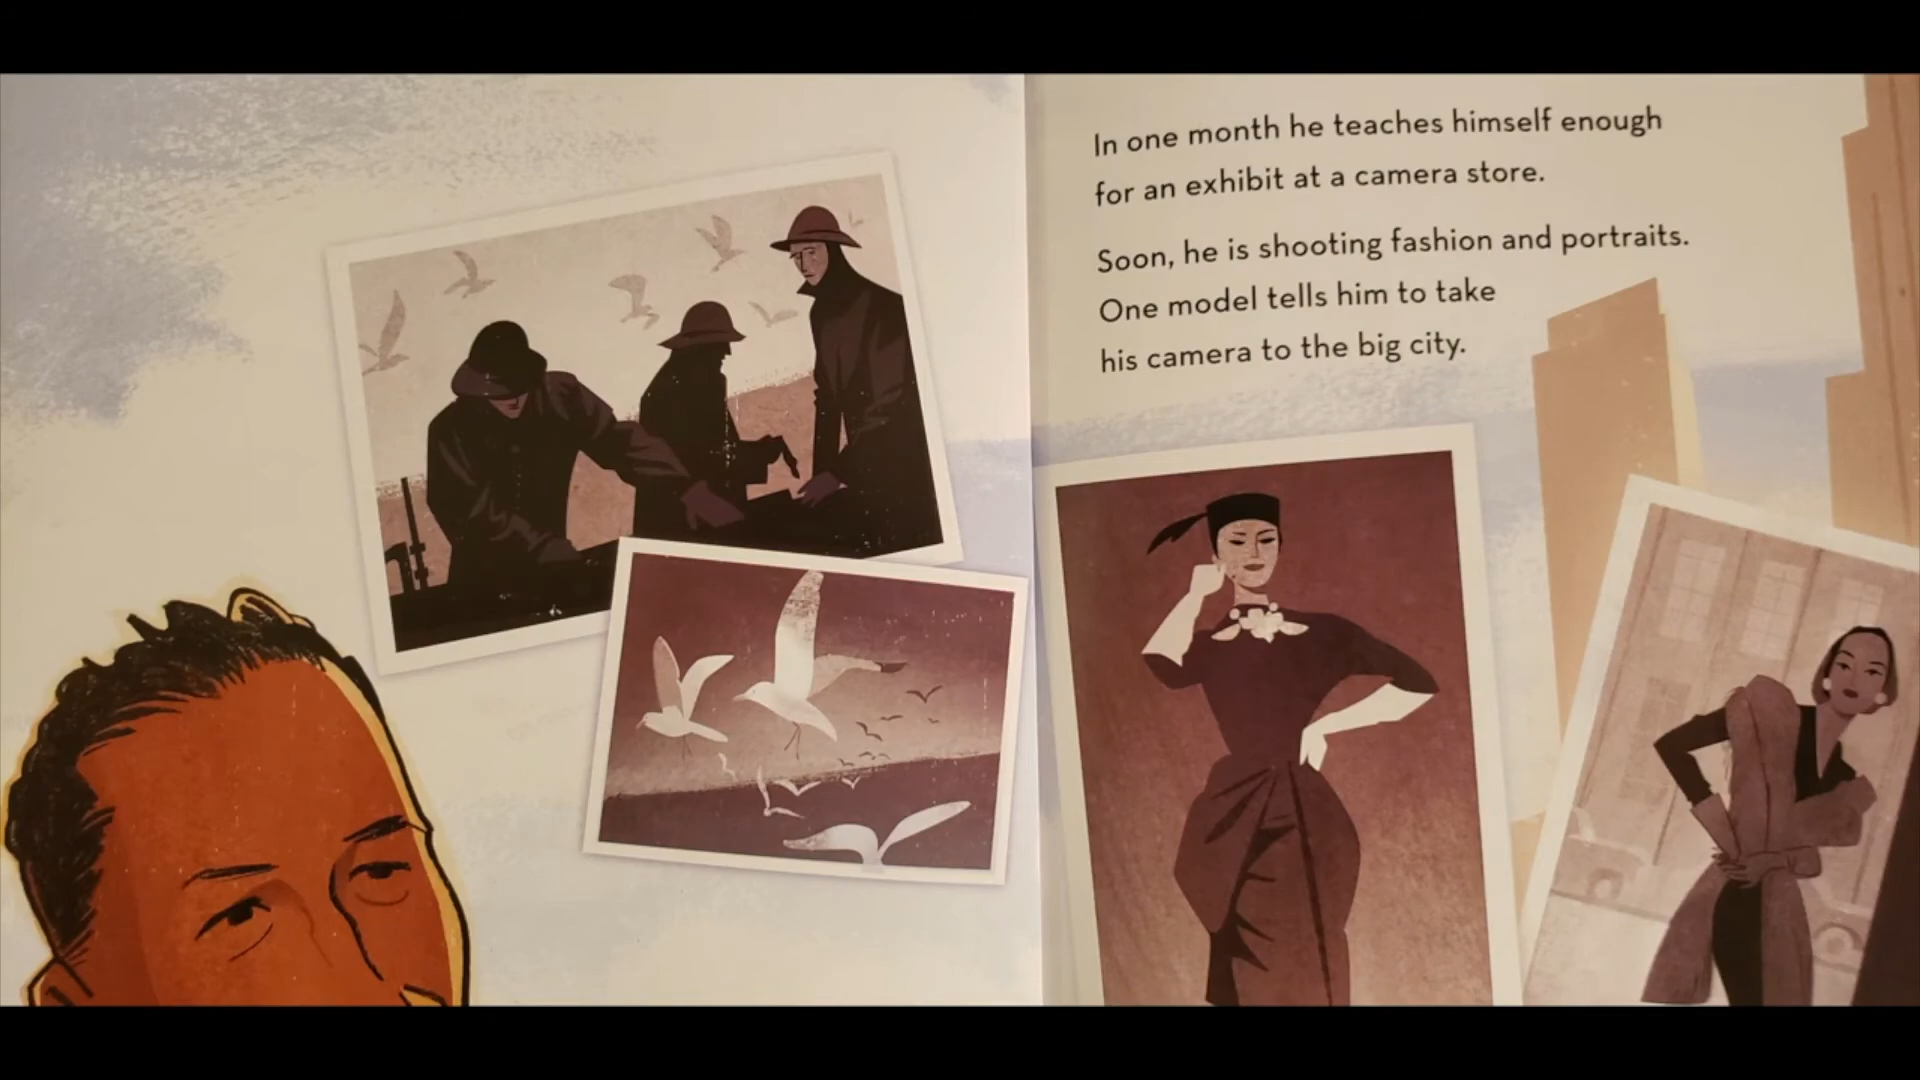 In one month he teaches himself enough
for an exhibit at a camera store.
Soon, he is shooting fashion and portraits.
One model tells him to take
his camera to the big city.